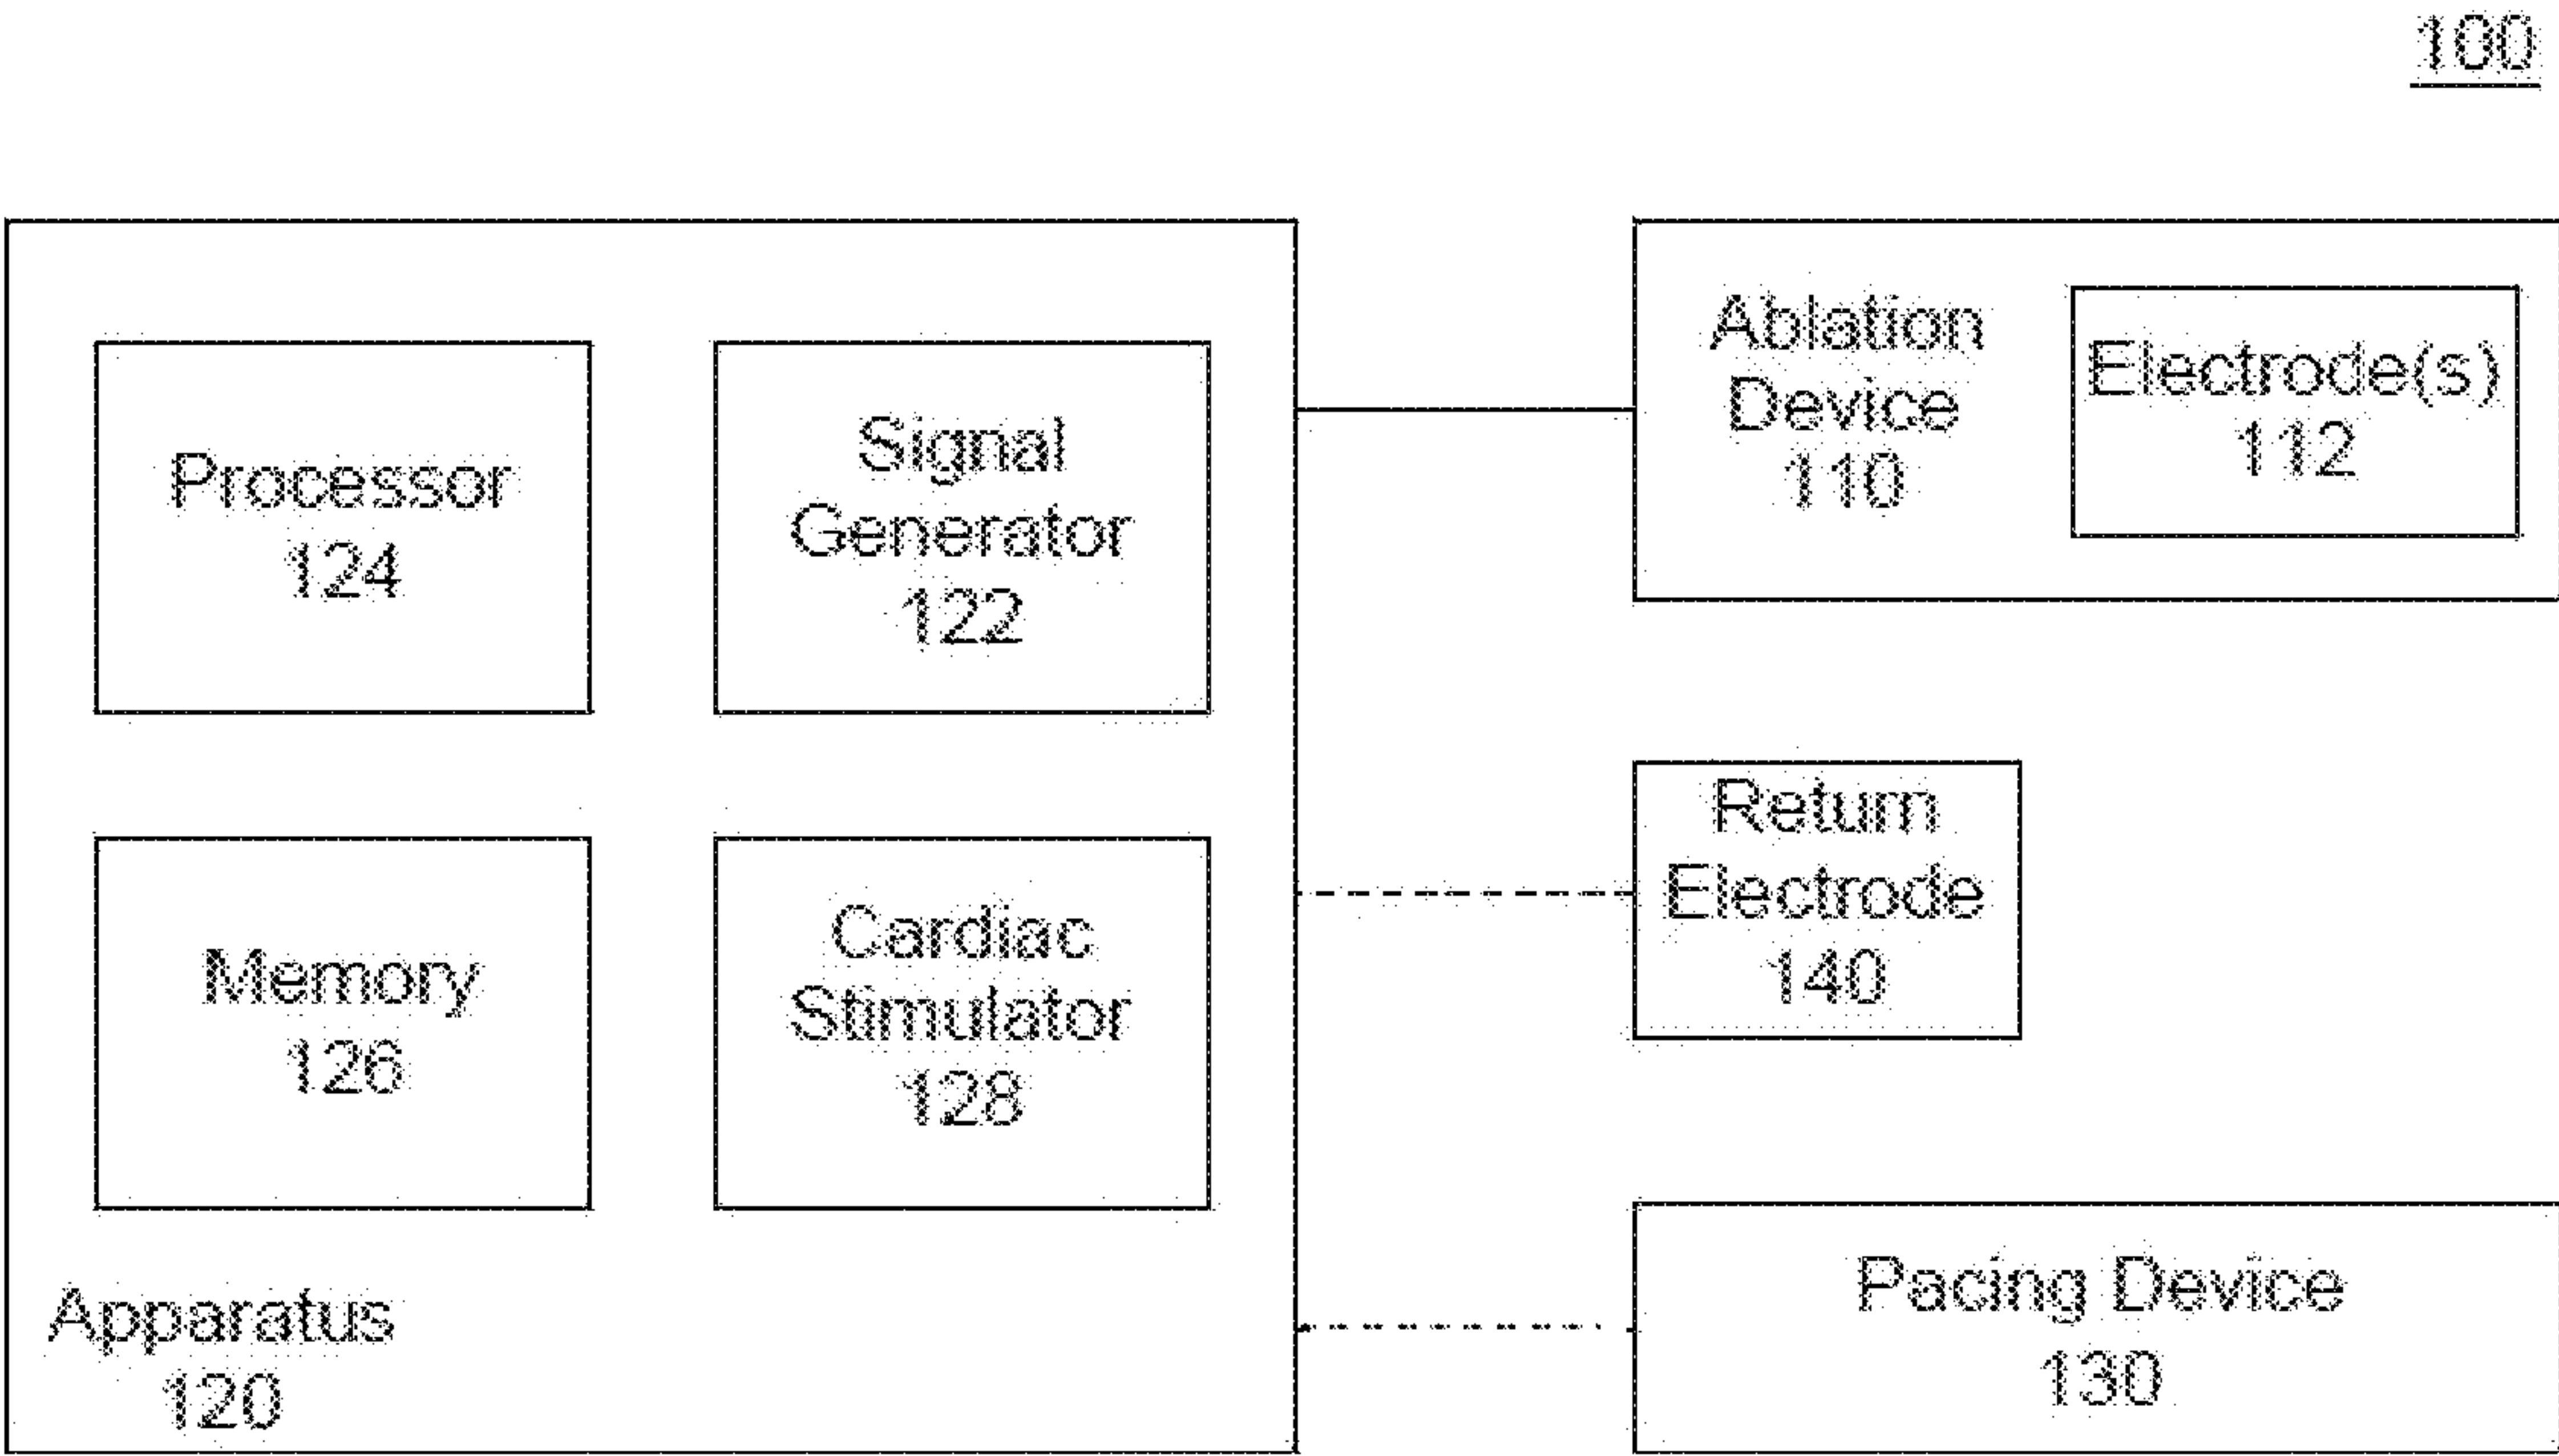 100
Processor
124
Signal
Generator
122
Memory
126
Cardiac
Stimulator
128
Apparatus
120
Ablation
Device
110
Electrode(s)
112
Return
Electrode
140
Pacing Device
130